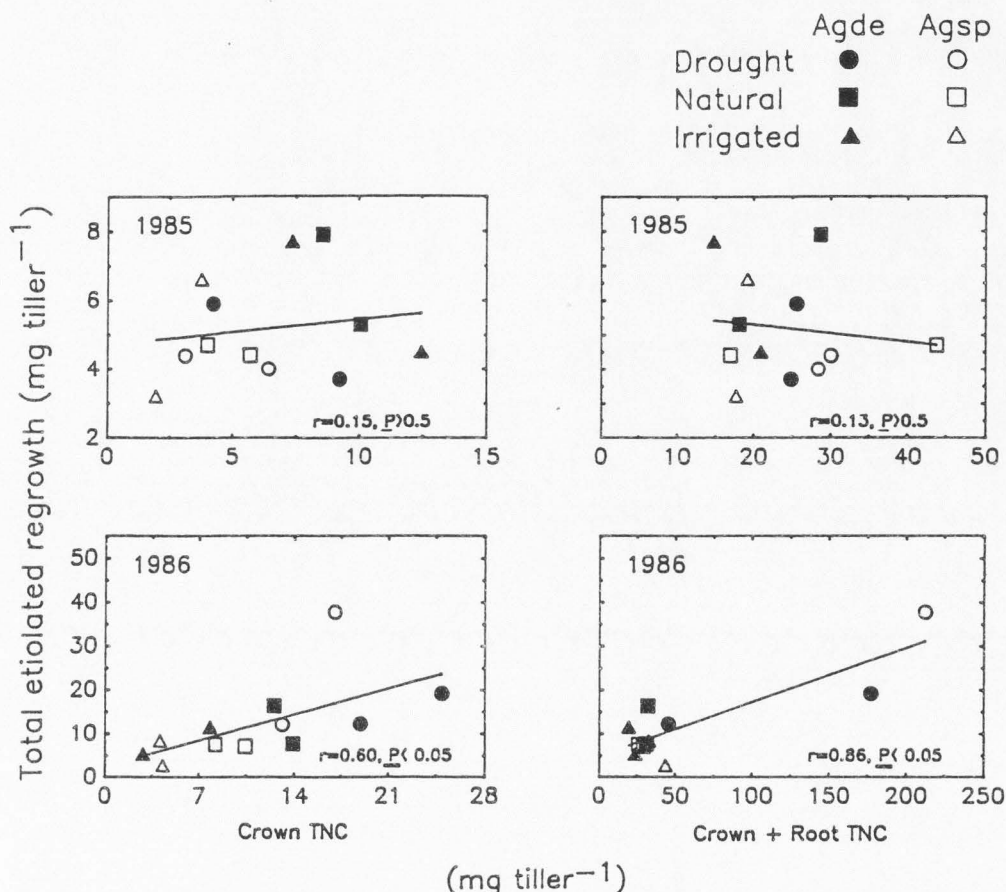 Agde Agsp
Drought
Natural
Irrigated
Total etiolated regrowth (mg tiller−1)
1985
8
6
4
2
r=0.15, P>0.5
0 5 10 15
1985
r=0.13, P>0.5
0 10 20 30 40 50
1986
50
40
30
20
10
0
r=0.60, P< 0.05
0 7 14 21 28
Crown TNC
1986
r=0.86, P< 0.05
0 50 100 150 200 250
Crown + Root TNC
(mg tiller−1)